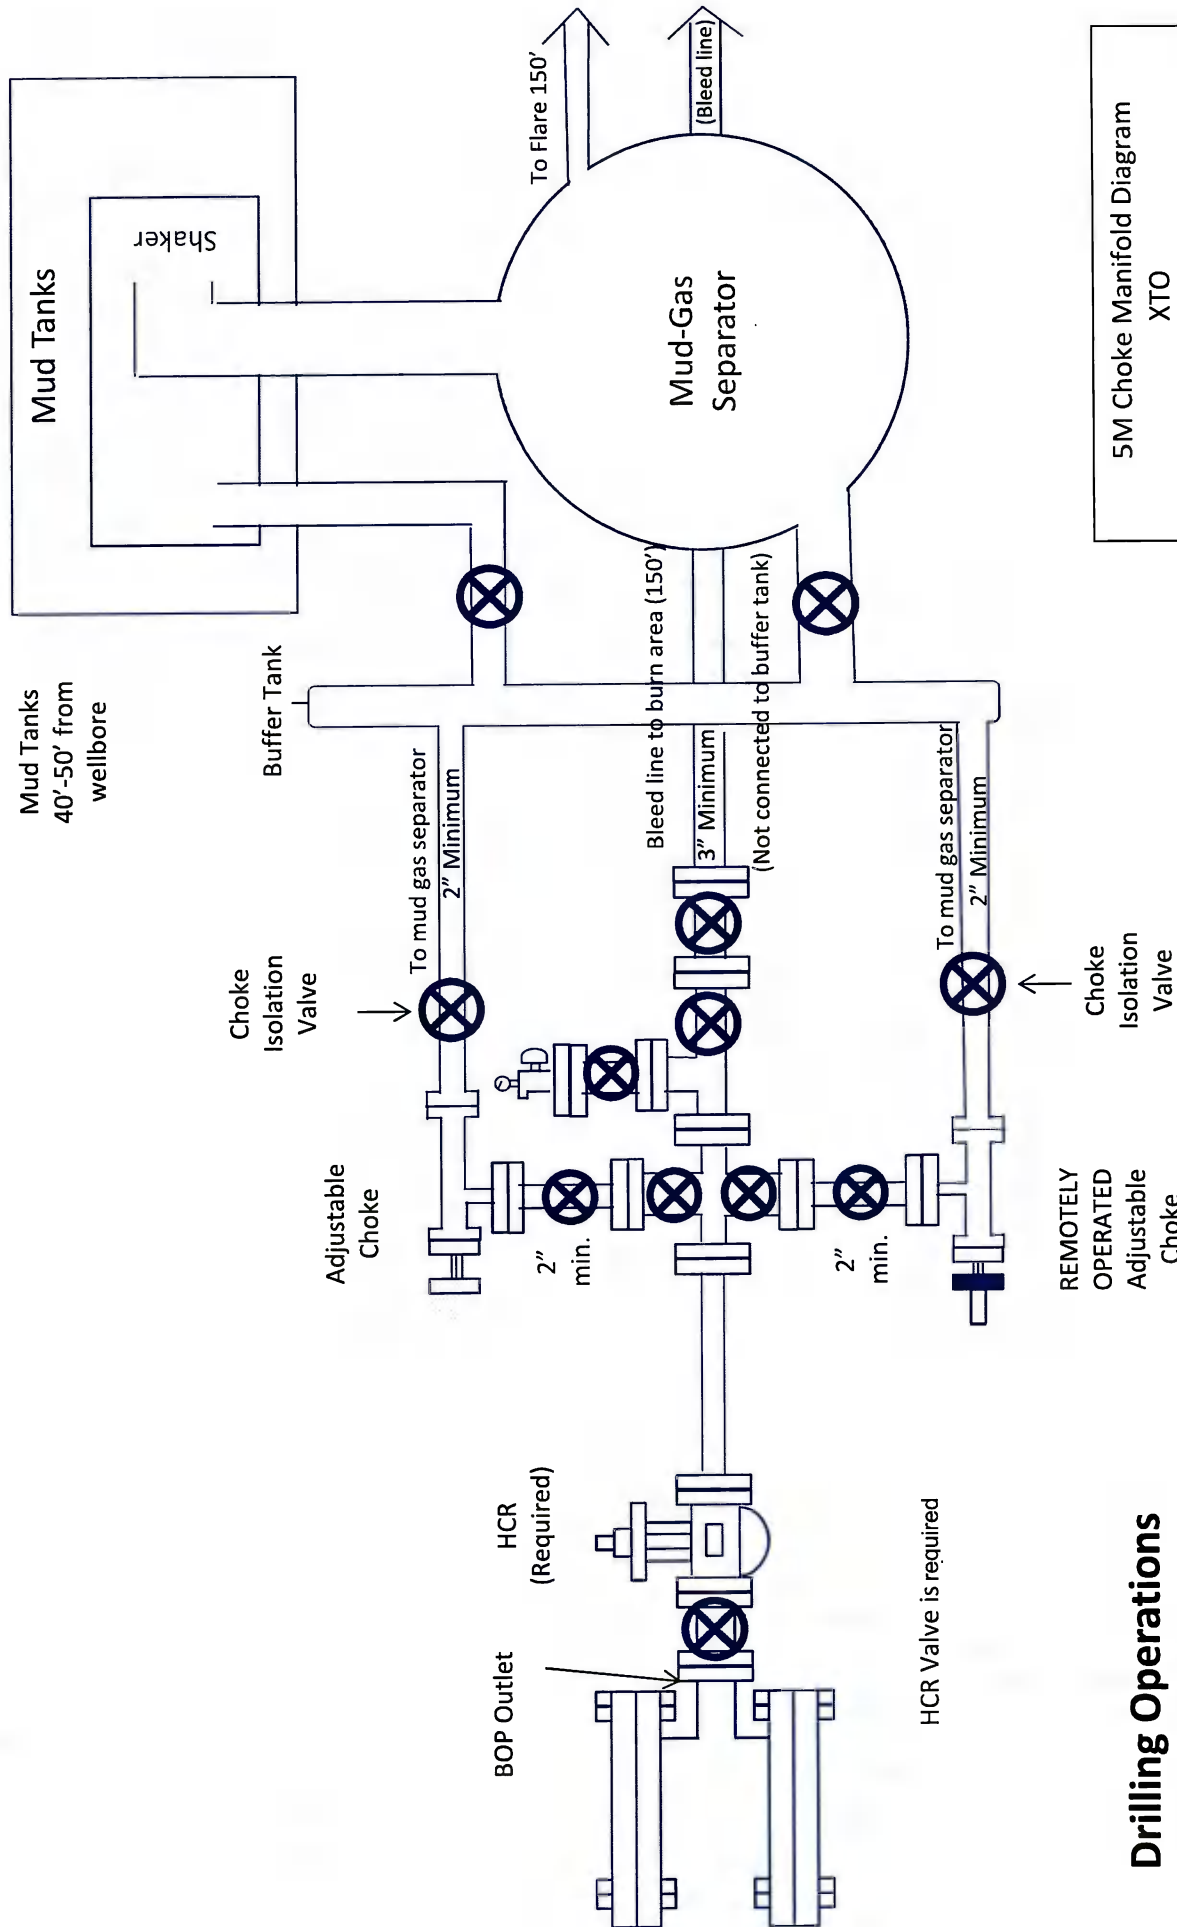 Mud Tanks
40'-50' from
wellbore
Mud Tanks
Shaker
Buffer Tank
To Flare 150'
(Bleed line)
Mud-Gas
Separator
Choke
Isolation
Valve
To mud gas separator
2" Minimum
Bleed line to burn area (150')
3" Minimum
(Not connected to buffer tank)
To mud gas separator
2" Minimum
Choke
Isolation
Valve
Adjustable
Choke
2"
min.
2"
min.
REMOTELY
OPERATED
Adjustable
Choke
HCR
(Required)
BOP Outlet
HCR Valve is required
Drilling Operations
5M Choke Manifold Diagram
XTO